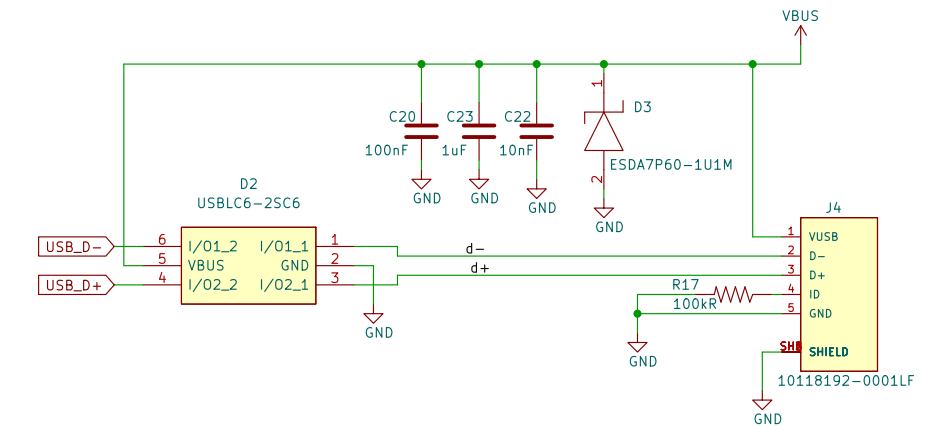 VBUS
1
D3
C20
C23
C22
100nF
1uF
10nF
ESDA7P60-1U1M
2
D2
USBLC6-2SC6
GND
GND
GND
GND
J4
USB_D-
6
I/O1_2
I/O1_1
1
d-
1
VUSB
5
VBUS
GND
2
2
D-
USB_D+
4
I/O2_2
I/O2_1
3
d+
3
D+
R17
100kR
4
ID
5
GND
GND
GND
SHIELD
10118192-0001LF
GND